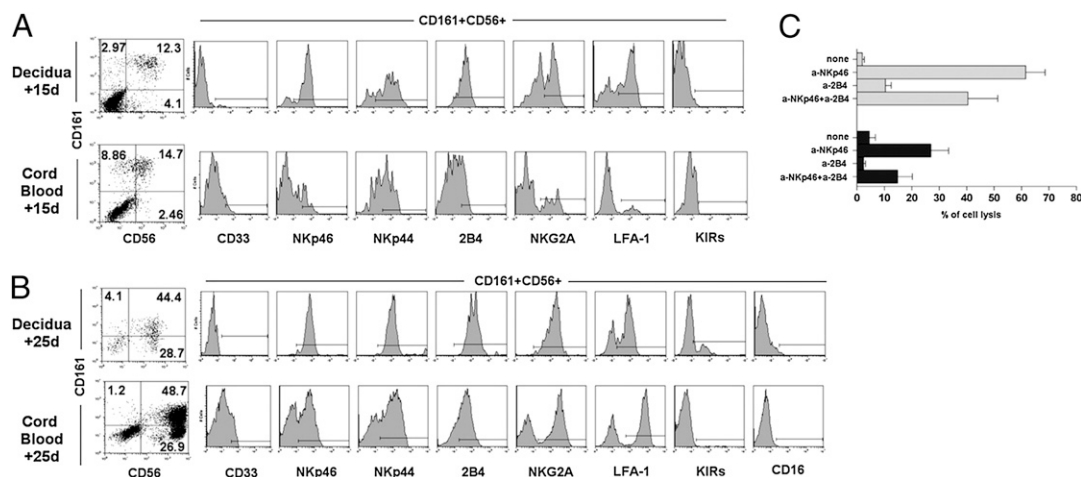 A
CD161+CD56+
Decidua
+15d
2.97 12.3
4.1
CD161
Cord
Blood
+15d
8.86 14.7
2.46
CD56 CD33 NKp46 NKp44 2B4 NKG2A LFA-1 KIRs
B
CD161+CD56+
Decidua
+25d
4.1 44.4
28.7
CD161
Cord
Blood
+25d
1.2 48.7
26.9
CD56 CD33 NKp46 NKp44 2B4 NKG2A LFA-1 KIRs CD16
C
none
a-NKp46
a-2B4
a-NKp46+a-2B4
none
a-NKp46
a-2B4
a-NKp46+a-2B4
0 10 20 30 40 50 60 70 80
% of cell lysis